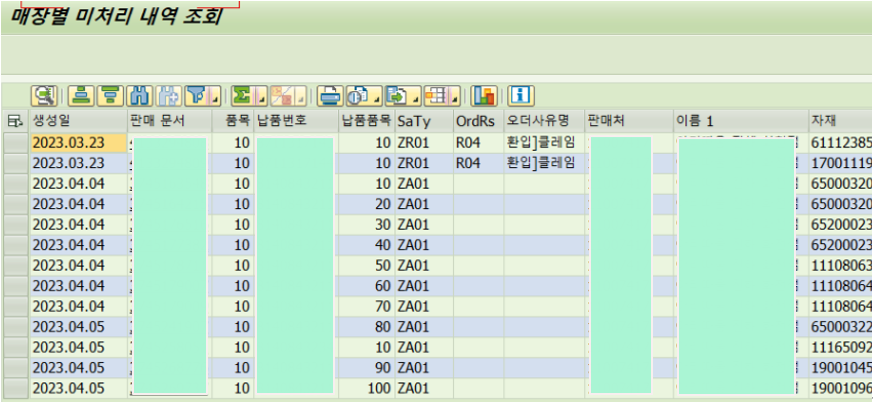 매장별 미처리 내역 조회
생성일 판매 문서 품목 납품번호 납품품목 SaTy OrdRs 오더사유명 판매처 이름 1 자재
2023.03.23 10 10 ZR01 R04 환입]클레임 61112385
2023.03.23 10 10 ZR01 R04 환입]클레임 17001119
2023.04.04 10 10 ZA01 65000320
2023.04.04 10 20 ZA01 65000320
2023.04.04 10 30 ZA01 65200023
2023.04.04 10 40 ZA01 65200023
2023.04.04 10 50 ZA01 11108063
2023.04.04 10 60 ZA01 11108064
2023.04.04 10 70 ZA01 11108064
2023.04.05 10 80 ZA01 65000322
2023.04.05 10 10 ZA01 11165092
2023.04.05 10 90 ZA01 19001045
2023.04.05 10 100 ZA01 19001096